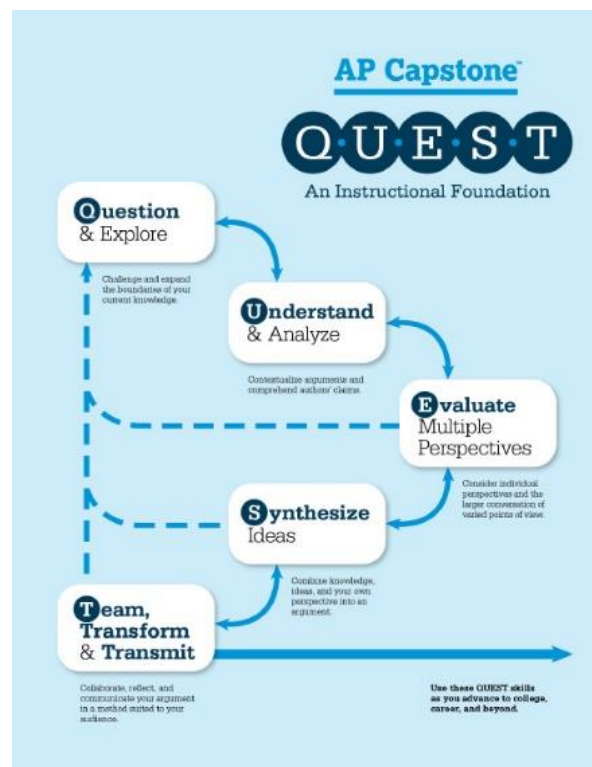 AP Capstone™
Q·U·E·S·T
An Instructional Foundation
Question
& Explore
Challenge and expand
the boundaries of your
current knowledge.
Understand
& Analyze
Contextualize arguments and
comprehend authors' claims.
Evaluate
Multiple
Perspectives
Consider individual
perspectives and the
larger conversation of
varied points of view.
Synthesize
Ideas
Combine knowledge,
ideas, and your own
perspective into an
argument.
Team,
Transform
& Transmit
Collaborate, reflect, and
communicate your argument
in a method suited to your
audience.
Use these QUEST skills
as you advance to college,
career, and beyond.